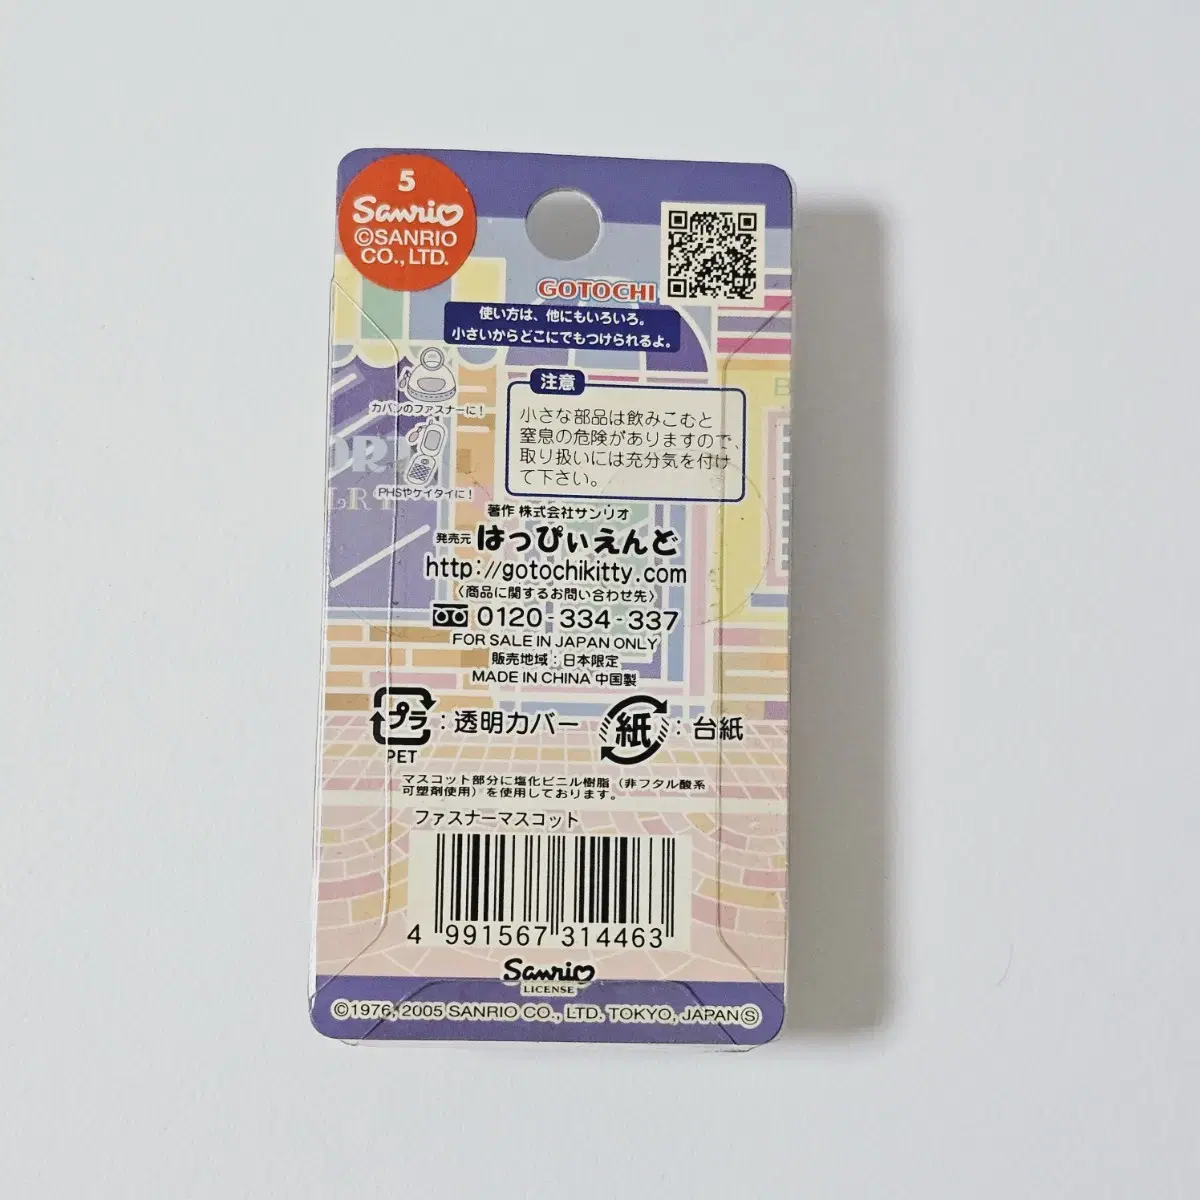 5
Sanrio
©SANRIO
CO., LTD.
GOTOCHI
使い方は、他にもいろいろ。
小さいからどこにでもつけられるよ。
カバンのファスナーに!
PHSやケイタイに!
注意
小さな部品は飲みこむと
窒息の危険がありますので、
取り扱いには充分気を付け
て下さい。
著作 株式会社サンリオ
発売元 はっぴぃえんど
http://gotochikitty.com
〈商品に関するお問い合わせ先〉
0120-334-337
FOR SALE IN JAPAN ONLY
販売地域:日本限定
MADE IN CHINA 中国製
プラ:透明カバー
PET
紙:台紙
マスコット部分に塩化ビニル樹脂(非フタル酸系
可塑剤使用)を使用しております。
ファスナーマスコット
4 991567 314463
Sanrio
LICENSE
©1976, 2005 SANRIO CO., LTD. TOKYO, JAPAN Ⓢ